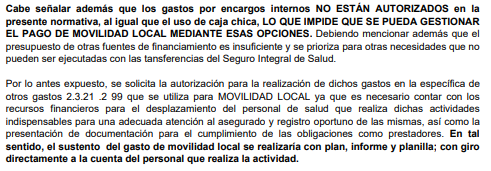 Cabe señalar además que los gastos por encargos internos NO ESTÁN AUTORIZADOS en la
presente normativa, al igual que el uso de caja chica, LO QUE IMPIDE QUE SE PUEDA GESTIONAR
EL PAGO DE MOVILIDAD LOCAL MEDIANTE ESAS OPCIONES. Debiendo mencionar además que el
presupuesto de otras fuentes de financiamiento es insuficiente y se prioriza para otras necesidades que no
pueden ser ejecutadas con las tansferencias del Seguro Integral de Salud.
Por lo antes expuesto, se solicita la autorización para la realización de dichos gastos en la específica de
otros gastos 2.3.21 .2 99 que se utiliza para MOVILIDAD LOCAL ya que es necesario contar con los
recursos financieros para el desplazamiento del personal de salud que realiza dichas actividades
indispensables para una adecuada atención al asegurado y registro oportuno de las mismas, así como la
presentación de documentación para el cumplimiento de las obligaciones como prestadores. En tal
sentido, el sustento del gasto de movilidad local se realizaría con plan, informe y planilla; con giro
directamente a la cuenta del personal que realiza la actividad.